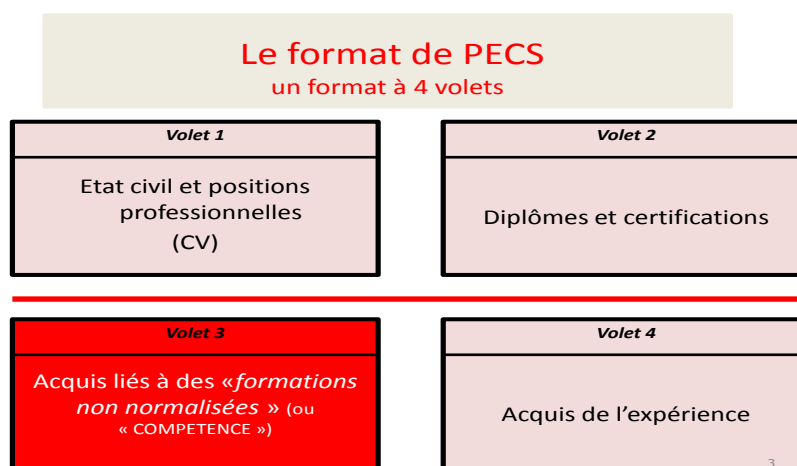 Le format de PECS
un format à 4 volets
Volet 1
Etat civil et positions
professionnelles
(CV)
Volet 2
Diplômes et certifications
Volet 3
Acquis liés à des «formations
non normalisées » (ou
« COMPETENCE »)
Volet 4
Acquis de l’expérience
3